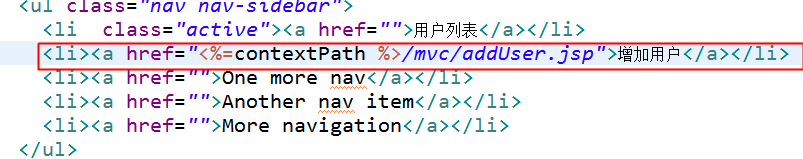 <ul class="nav nav-sidebar">
<li  class="active"><a href="">用户列表</a></li>
<li><a href="<%=contextPath %>/mvc/addUser.jsp">增加用户</a></li>
<li><a href="">One more nav</a></li>
<li><a href="">Another nav item</a></li>
<li><a href="">More navigation</a></li>
</ul>